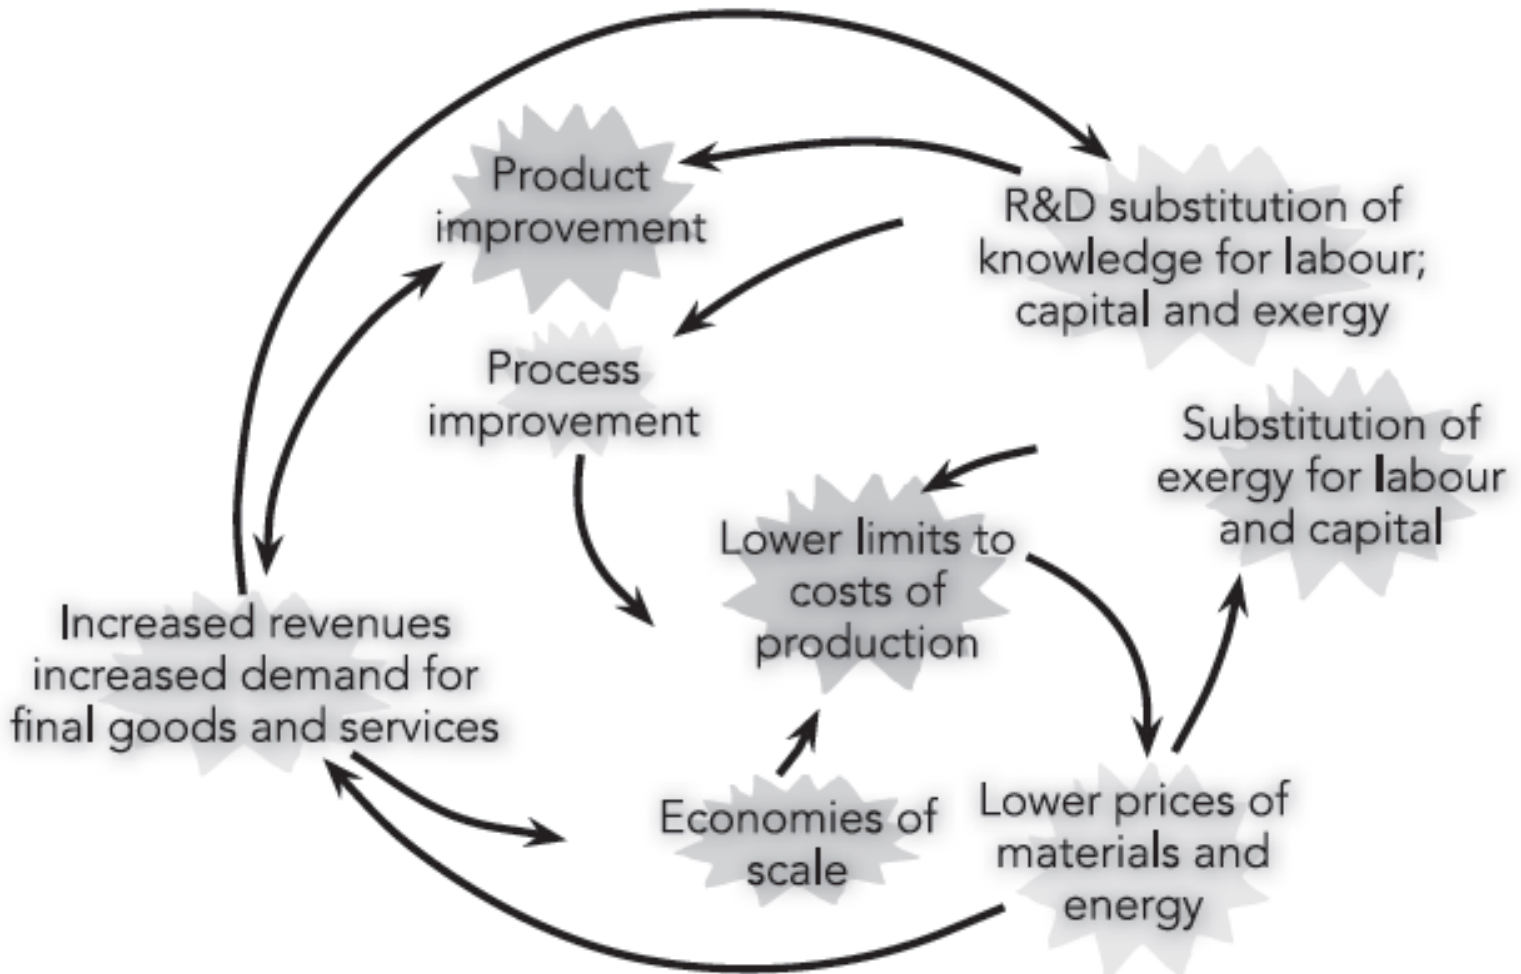 Product
improvement
R&D substitution of
knowledge for labour;
capital and exergy
Process
improvement
Substitution of
exergy for labour
and capital
Lower limits to
costs of
production
Increased revenues
increased demand for
final goods and services
Economies of
scale
Lower prices of
materials and
energy